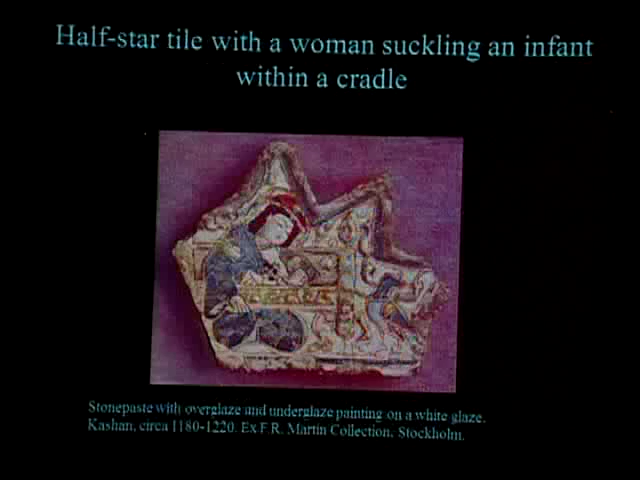 Half-star tile with a woman suckling an infant
within a cradle
Stonepaste with overglaze and underglaze painting on a white glaze.
Kashan, circa 1180-1220. Ex F.R. Martin Collection, Stockholm.